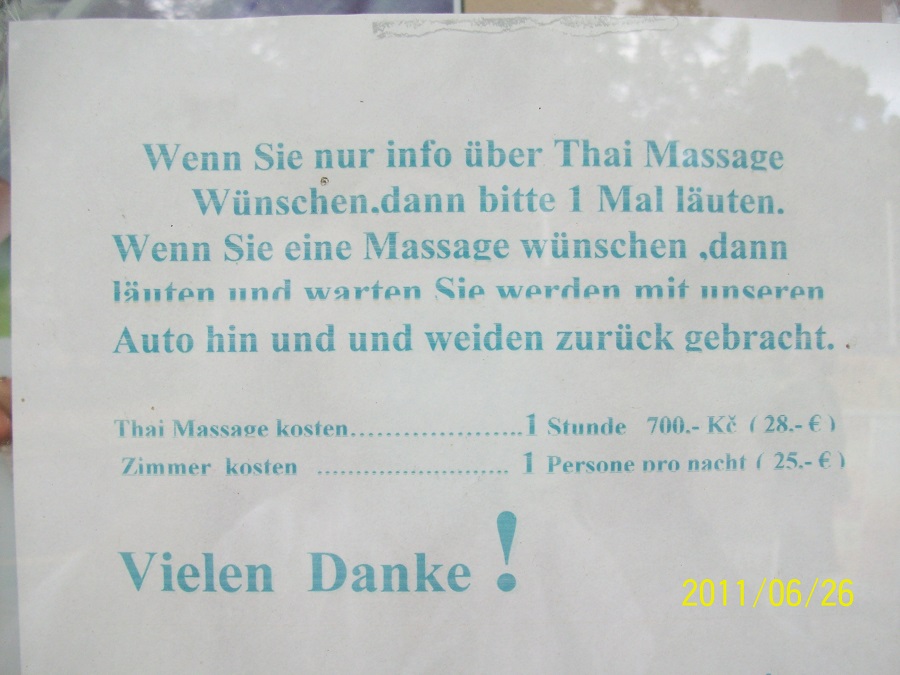 Wenn Sie nur info über Thai Massage
Wünschen.dann bitte 1 Mal läuten.
Wenn Sie eine Massage wünschen ,dann
läuten und warten Sie werden mit unseren
Auto hin und und weiden zurück gebracht.
Thai Massage kosten......................1 Stunde 700.- Kč ( 28.- € )
Zimmer kosten ........................ 1 Persone pro nacht ( 25.- € )
Vielen Danke !
2011/06/26